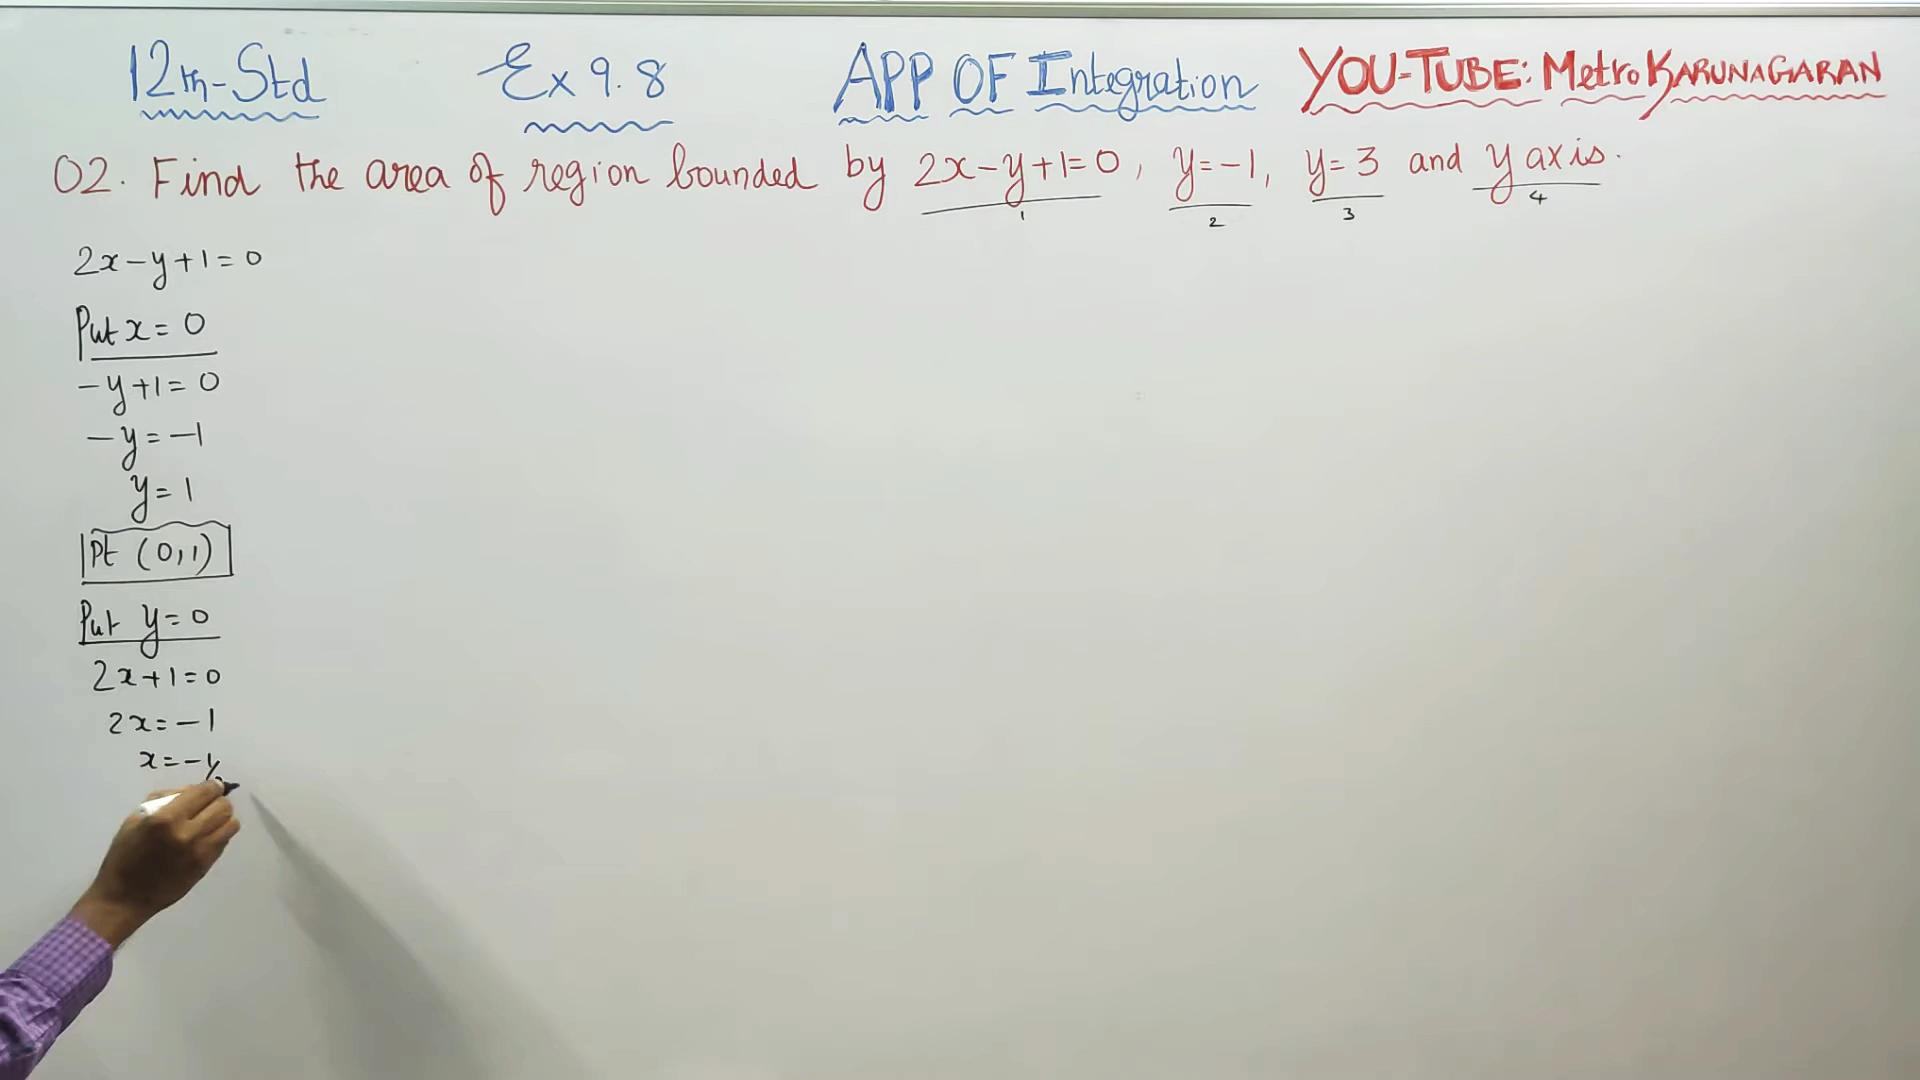 12th-Std Ex 9.8 APP OF Integration YOU-TUBE: Metro KARUNAGARAN
02. Find the area of region bounded by 2x-y+1=0, y=-1, y=3 and y axis.
1 2 3 4
2x-y+1=0
Put x=0
-y+1=0
-y=-1
y=1
Pt (0,1)
Put y=0
2x+1=0
2x=-1
x=-1/2